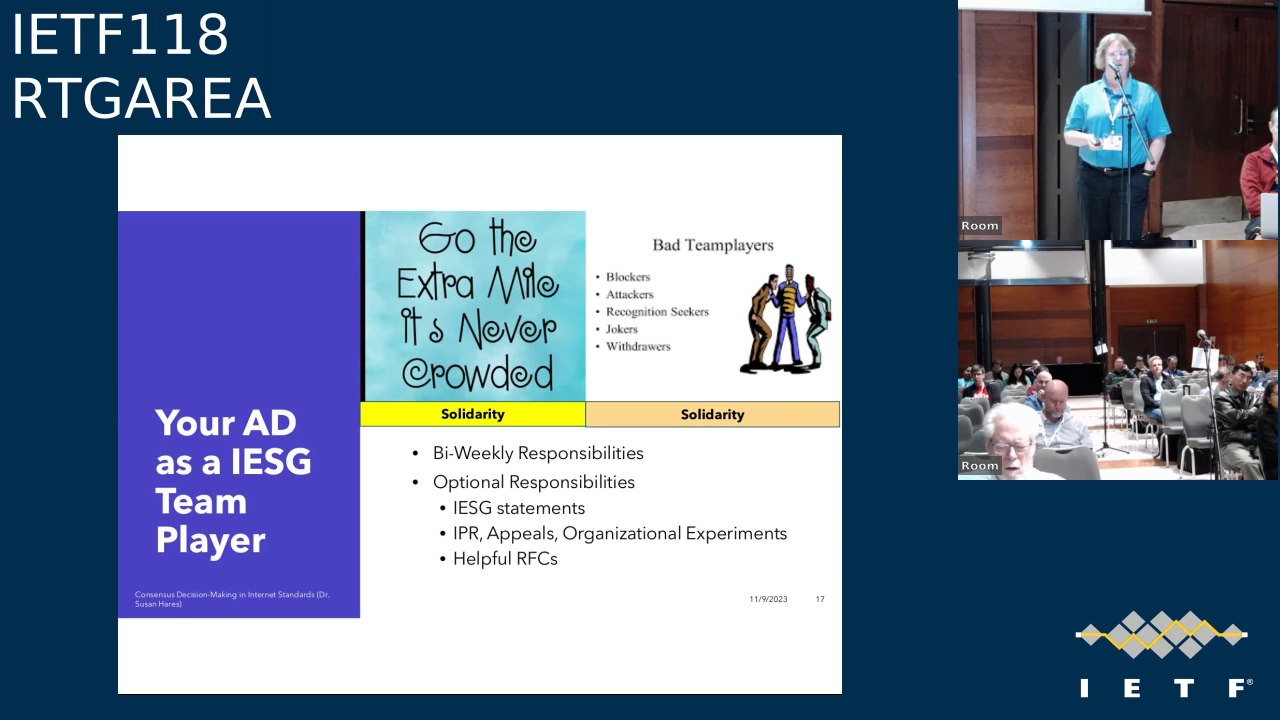 IETF118
RTGAREA
Go the
Extra Mile
it's Never
Crowded
Bad Teamplayers
• Blockers
• Attackers
• Recognition Seekers
• Jokers
• Withdrawers
Solidarity
Solidarity
Your AD
as a IESG
Team
Player
• Bi-Weekly Responsibilities
• Optional Responsibilities
• IESG statements
• IPR, Appeals, Organizational Experiments
• Helpful RFCs
Consensus Decision-Making in Internet Standards (Dr.
Susan Hares)
11/9/2023 17
Room
Room
I E T F®